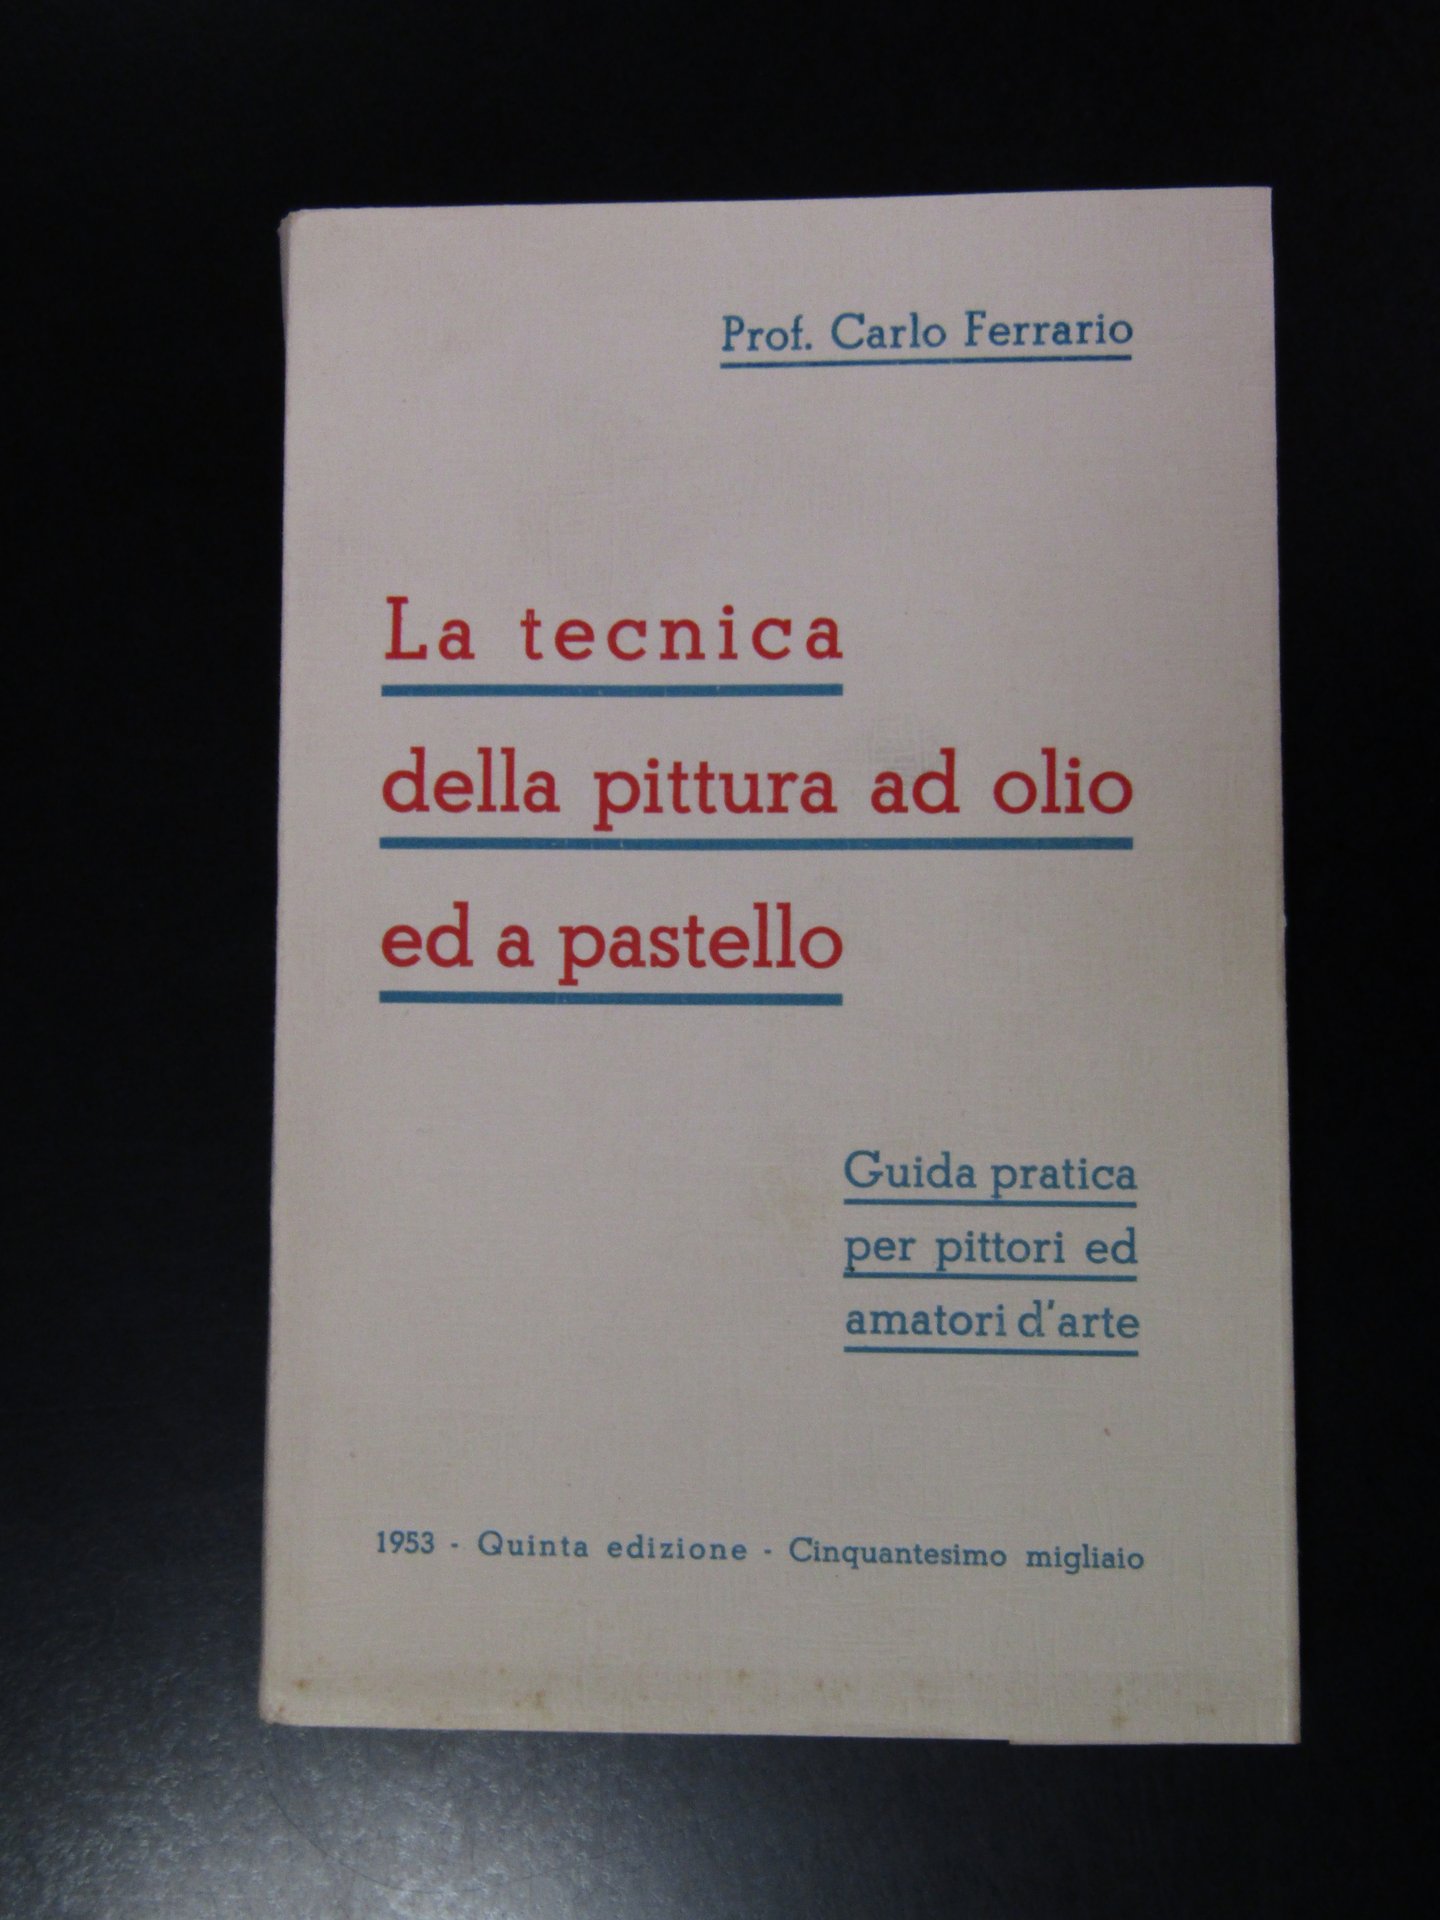 Prof. Carlo Ferrario
La tecnica
della pittura ad olio
ed a pastello
Guida pratica
per pittori ed
amatori d'arte
1953 - Quinta edizione - Cinquantesimo migliaio